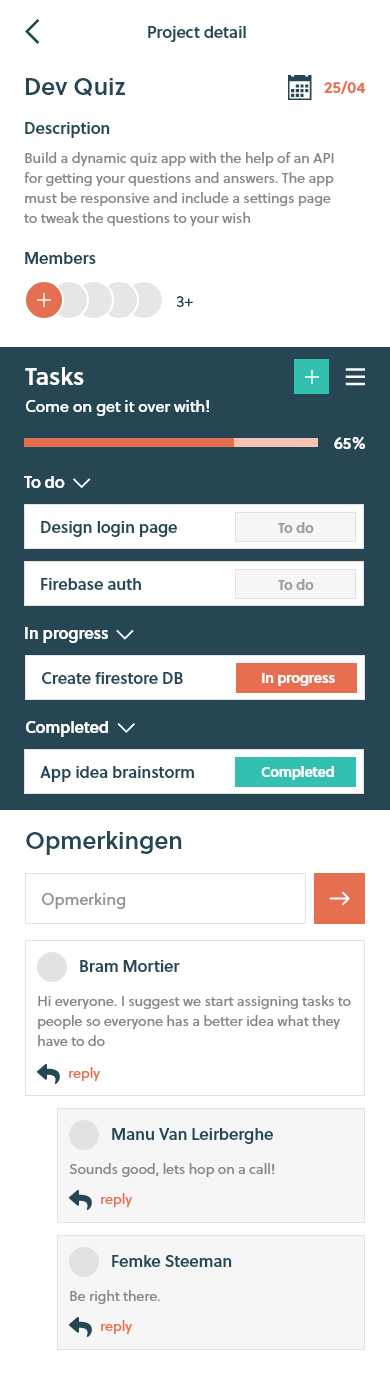 Project detail
Dev Quiz
25/04
Description
Build a dynamic quiz app with the help of an API
for getting your questions and answers. The app
must be responsive and include a settings page
to tweak the questions to your wish
Members
3+
Tasks
Come on get it over with!
65%
To do
Design login page
To do
Firebase auth
To do
In progress
Create firestore DB
In progress
Completed
App idea brainstorm
Completed
Opmerkingen
Opmerking
Bram Mortier
Hi everyone. I suggest we start assigning tasks to
people so everyone has a better idea what they
have to do
reply
Manu Van Leirberghe
Sounds good, lets hop on a call!
reply
Femke Steeman
Be right there.
reply